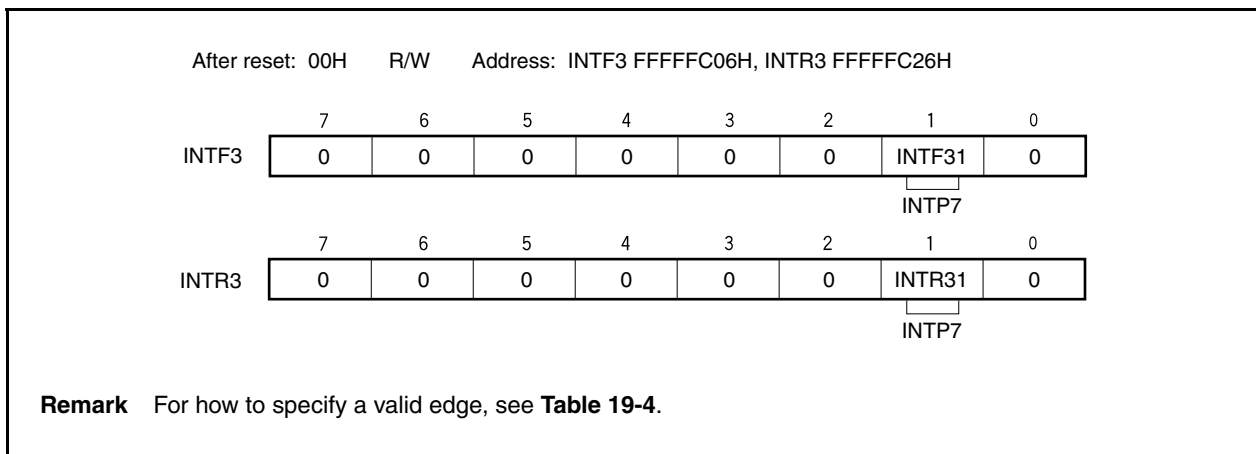 After reset: 00H R/W Address: INTF3 FFFFFC06H, INTR3 FFFFFC26H
7 6 5 4 3 2 1 0
INTF3 0 0 0 0 0 0 INTF31 0
INTP7
7 6 5 4 3 2 1 0
INTR3 0 0 0 0 0 0 INTR31 0
INTP7
Remark For how to specify a valid edge, see Table 19-4.